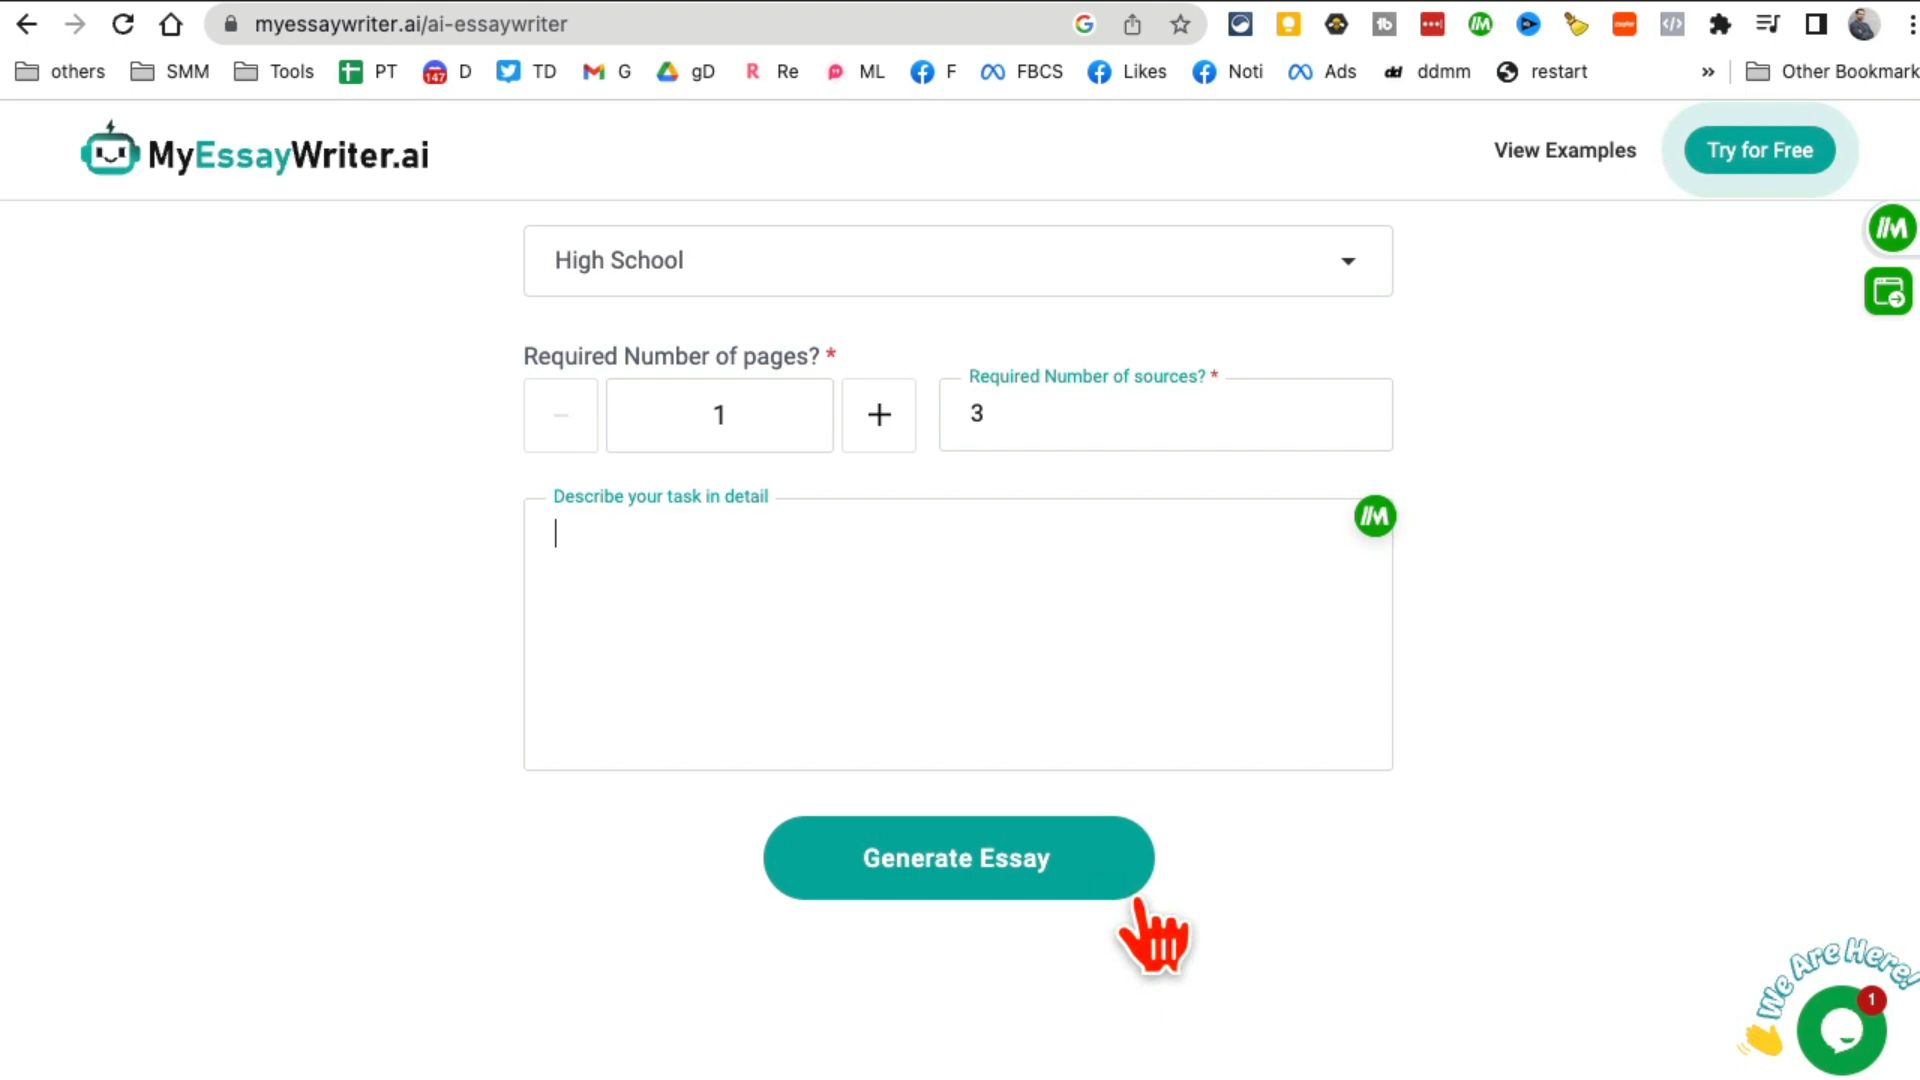 myessaywriter.ai/ai-essaywriter
others SMM Tools PT 147 D TD G gD Re ML F FBCS Likes Noti Ads ddmm restart » Other Bookmark
MyEssayWriter.ai View Examples Try for Free
High School
Required Number of pages? *
Required Number of sources? *
− 1 + 3
Describe your task in detail
Generate Essay
We Are Here!
1